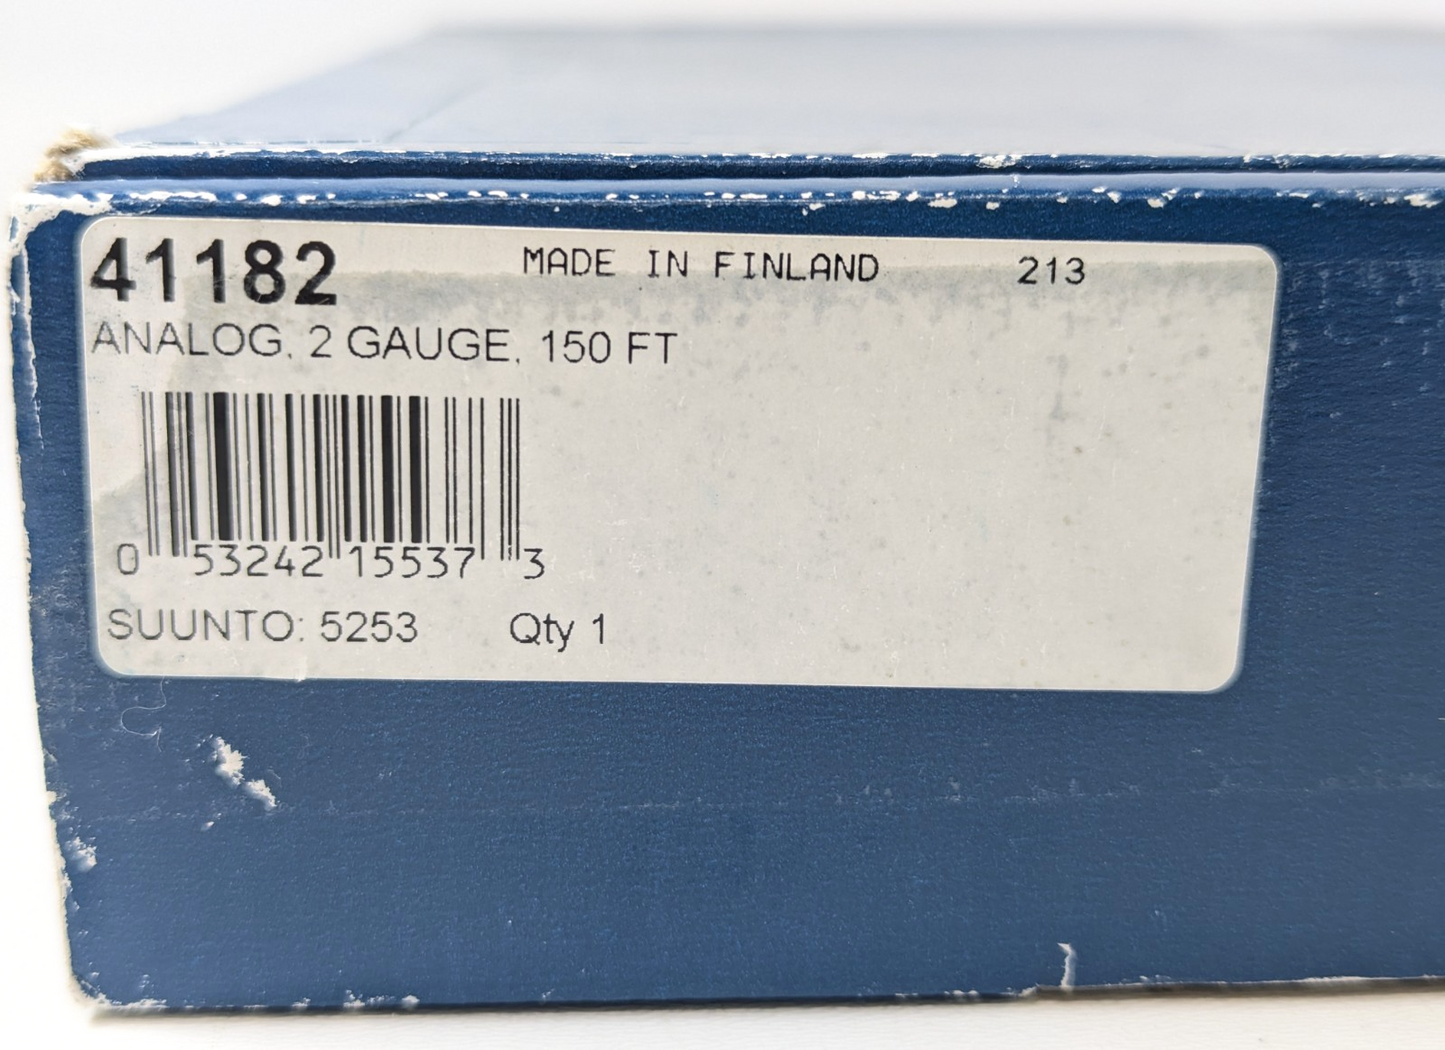 41182 MADE IN FINLAND 213
ANALOG, 2 GAUGE, 150 FT
0 53242 15537 3
SUUNTO: 5253 Qty 1